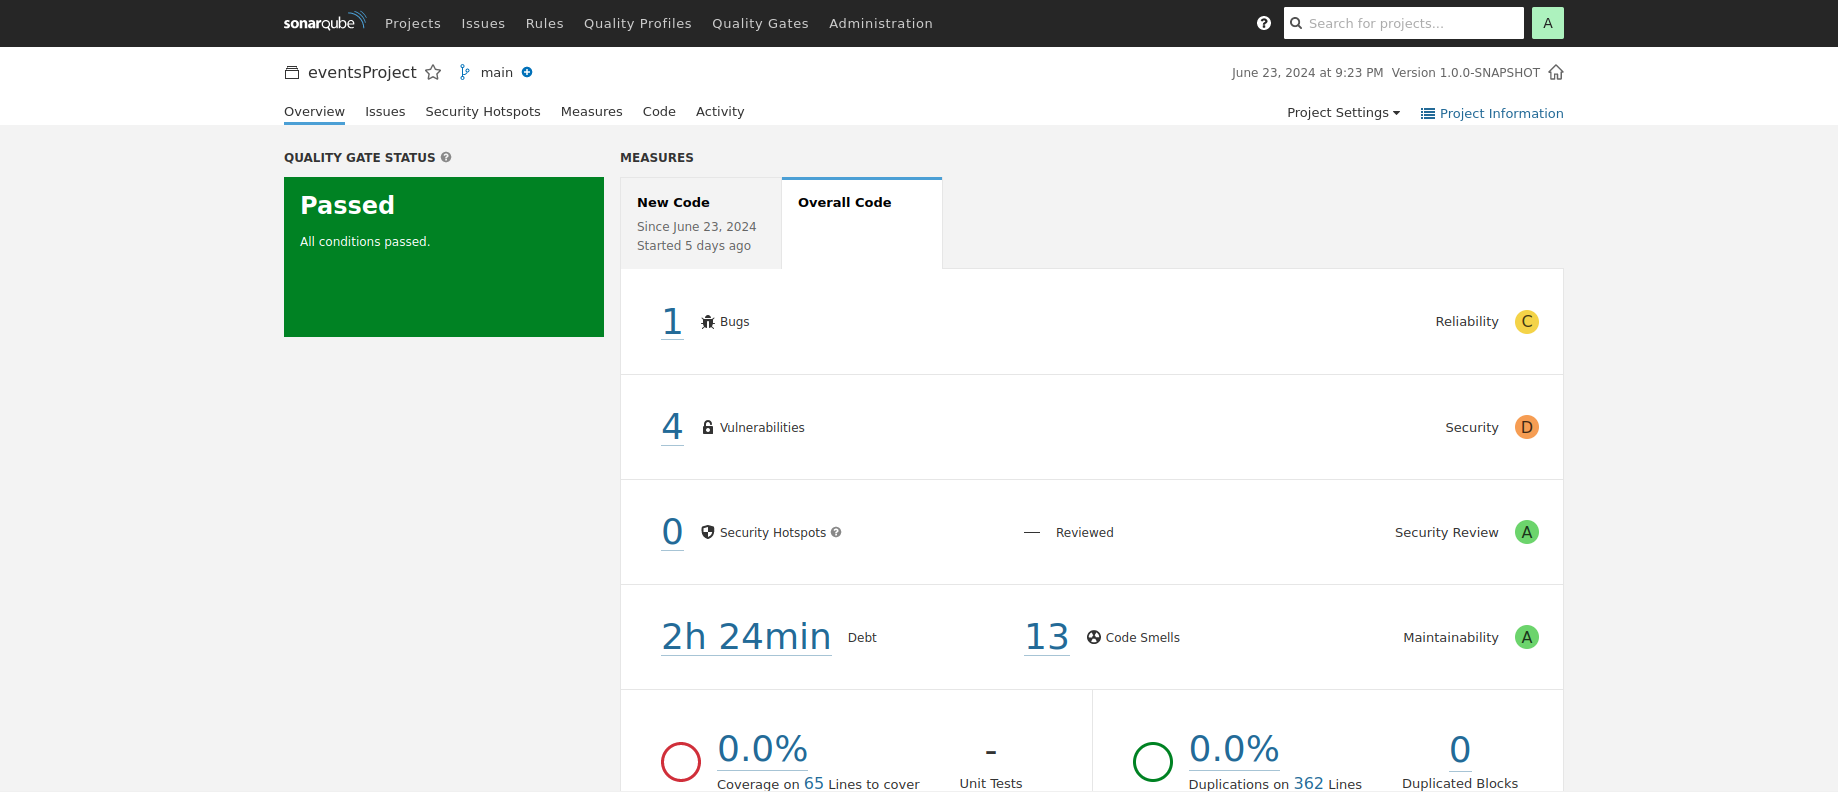 sonarqube Projects Issues Rules Quality Profiles Quality Gates Administration ? Search for projects... A
eventsProject main June 23, 2024 at 9:23 PM Version 1.0.0-SNAPSHOT
Overview Issues Security Hotspots Measures Code Activity Project Settings Project Information
QUALITY GATE STATUS ? MEASURES
Passed
All conditions passed.
New Code
Since June 23, 2024
Started 5 days ago
Overall Code
1 Bugs Reliability C
4 Vulnerabilities Security D
0 Security Hotspots ? — Reviewed Security Review A
2h 24min Debt 13 Code Smells Maintainability A
0.0% - 0.0% 0
Coverage on 65 Lines to cover Unit Tests Duplications on 362 Lines Duplicated Blocks